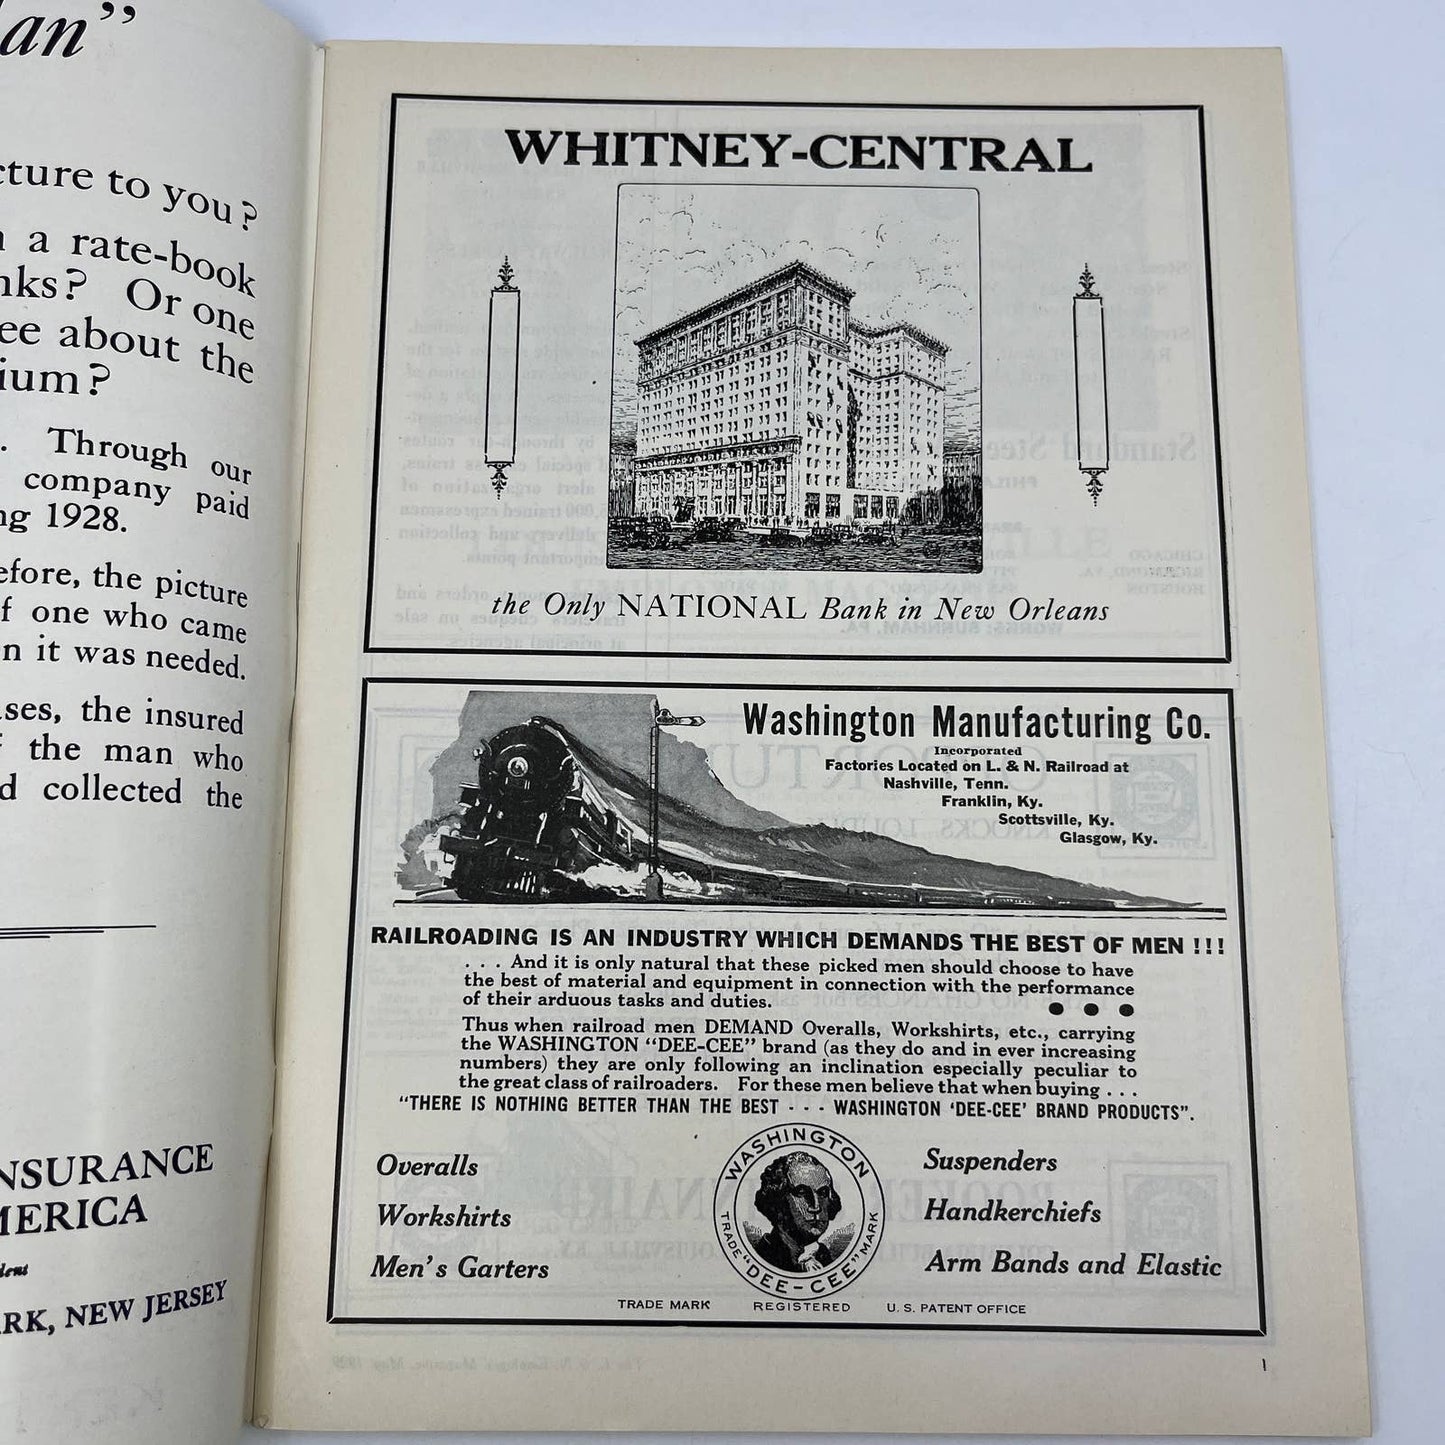 lan”
cture to you?
a rate-book
nks? Or one
ee about the
ium?
. Through our
company paid
ng 1928.
efore, the picture
f one who came
n it was needed.
ases, the insured
the man who
d collected the
NSURANCE
MERICA
dent
ARK, NEW JERSEY
WHITNEY-CENTRAL
the Only NATIONAL Bank in New Orleans
Washington Manufacturing Co.
Incorporated
Factories Located on L. & N. Railroad at
Nashville, Tenn.
Franklin, Ky.
Scottsville, Ky.
Glasgow, Ky.
RAILROADING IS AN INDUSTRY WHICH DEMANDS THE BEST OF MEN !!!
. . . And it is only natural that these picked men should choose to have
the best of material and equipment in connection with the performance
of their arduous tasks and duties.
Thus when railroad men DEMAND Overalls, Workshirts, etc., carrying
the WASHINGTON “DEE-CEE” brand (as they do and in ever increasing
numbers) they are only following an inclination especially peculiar to
the great class of railroaders. For these men believe that when buying . . .
“THERE IS NOTHING BETTER THAN THE BEST - - - WASHINGTON ‘DEE-CEE’ BRAND PRODUCTS”.
Overalls
Workshirts
Men's Garters
WASHINGTON
TRADE “DEE-CEE” MARK
Suspenders
Handkerchiefs
Arm Bands and Elastic
TRADE MARK REGISTERED U. S. PATENT OFFICE
1